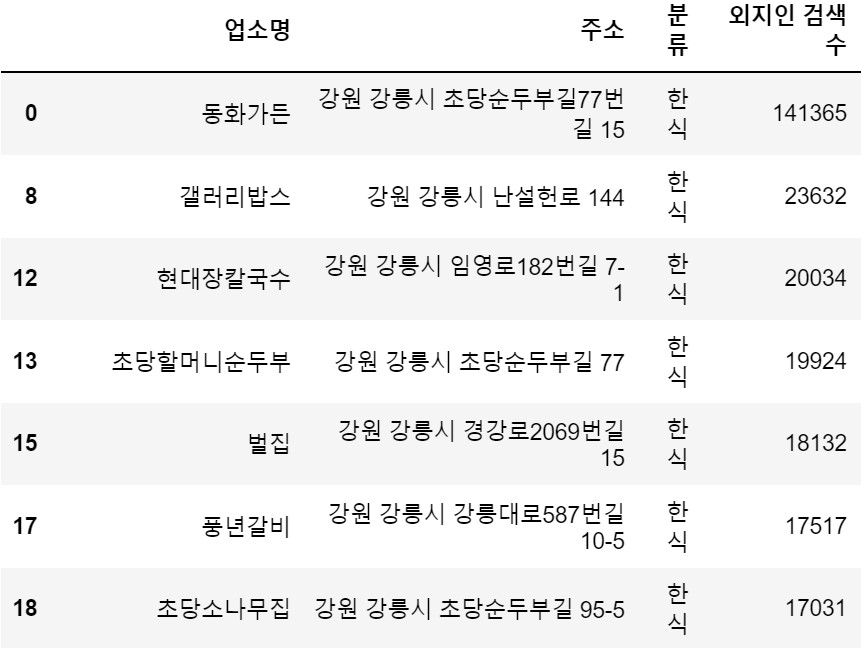 업소명 주소 분류 외지인 검색수
0 동화가든 강원 강릉시 초당순두부길77번길 15 한식 141365
8 갤러리밥스 강원 강릉시 난설헌로 144 한식 23632
12 현대장칼국수 강원 강릉시 임영로182번길 7-1 한식 20034
13 초당할머니순두부 강원 강릉시 초당순두부길 77 한식 19924
15 벌집 강원 강릉시 경강로2069번길 15 한식 18132
17 풍년갈비 강원 강릉시 강릉대로587번길 10-5 한식 17517
18 초당소나무집 강원 강릉시 초당순두부길 95-5 한식 17031